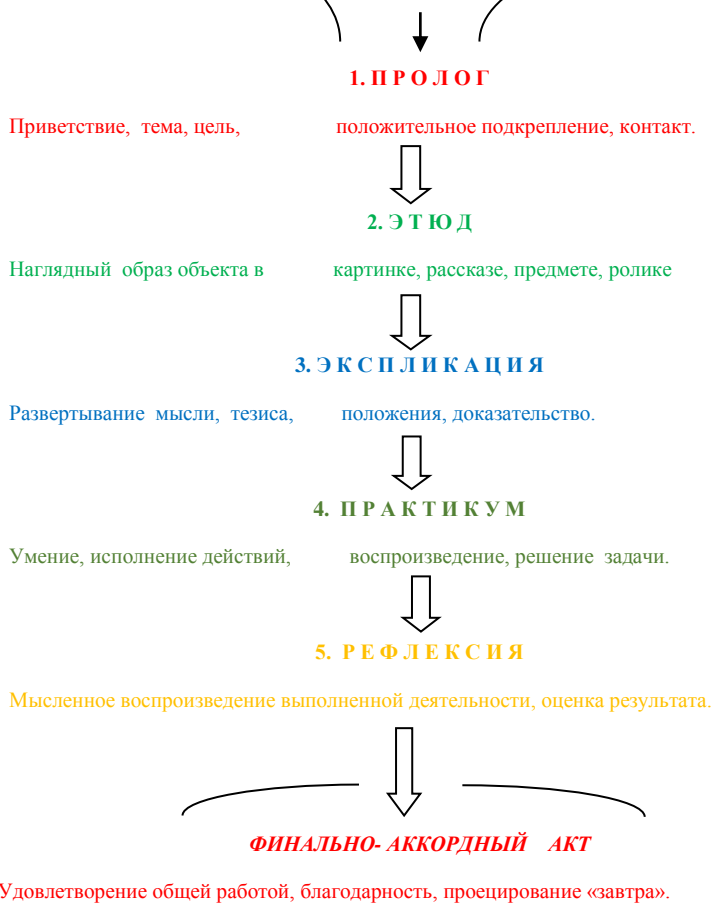 1. П Р О Л О Г
Приветствие, тема, цель, положительное подкрепление, контакт.
2. Э Т Ю Д
Наглядный образ объекта в картинке, рассказе, предмете, ролике
3. Э К С П Л И К А Ц И Я
Развертывание мысли, тезиса, положения, доказательство.
4. П Р А К Т И К У М
Умение, исполнение действий, воспроизведение, решение задачи.
5. Р Е Ф Л Е К С И Я
Мысленное воспроизведение выполненной деятельности, оценка результата.
ФИНАЛЬНО- АККОРДНЫЙ АКТ
Удовлетворение общей работой, благодарность, проецирование «завтра».